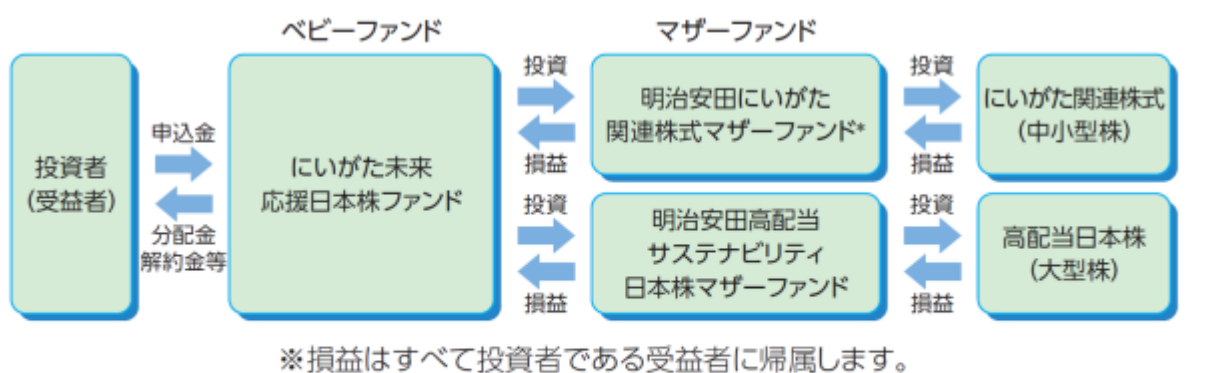 ベビーファンド
マザーファンド
投資者
(受益者)
申込金
分配金
解約金等
にいがた未来
応援日本株ファンド
投資
損益
投資
損益
明治安田にいがた
関連株式マザーファンド*
明治安田高配当
サステナビリティ
日本株マザーファンド
投資
損益
投資
損益
にいがた関連株式
(中小型株)
高配当日本株
(大型株)
※損益はすべて投資者である受益者に帰属します。